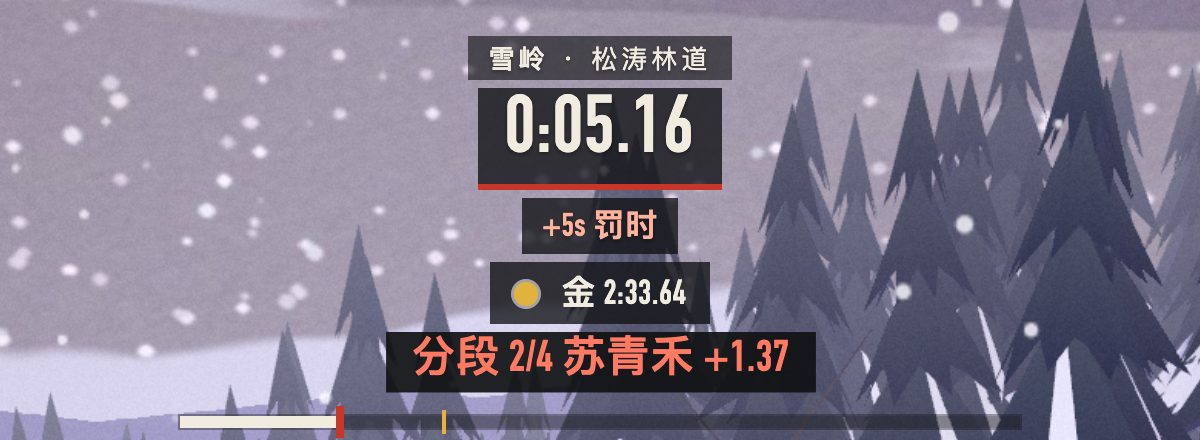 雪岭 · 松涛林道
0:05.16
+5s 罚时
金 2:33.64
分段 2/4 苏青禾 +1.37